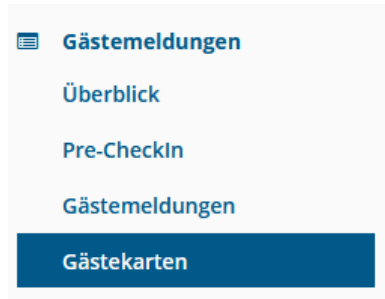 Gästemeldungen
Überblick
Pre-CheckIn
Gästemeldungen
Gästekarten